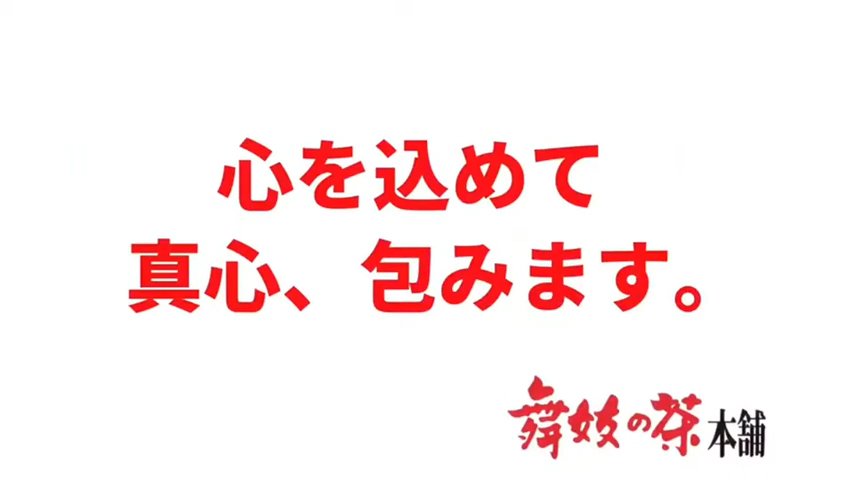 心を込めて
真心、包みます。
舞妓の茶本舗